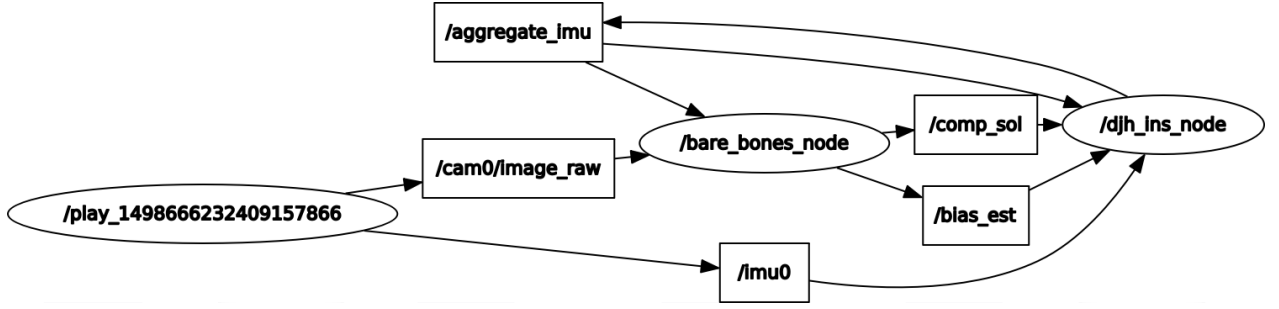 /aggregate_imu
/comp_sol
/djh_ins_node
/bare_bones_node
/cam0/image_raw
/play_1498666232409157866
/bias_est
/imu0